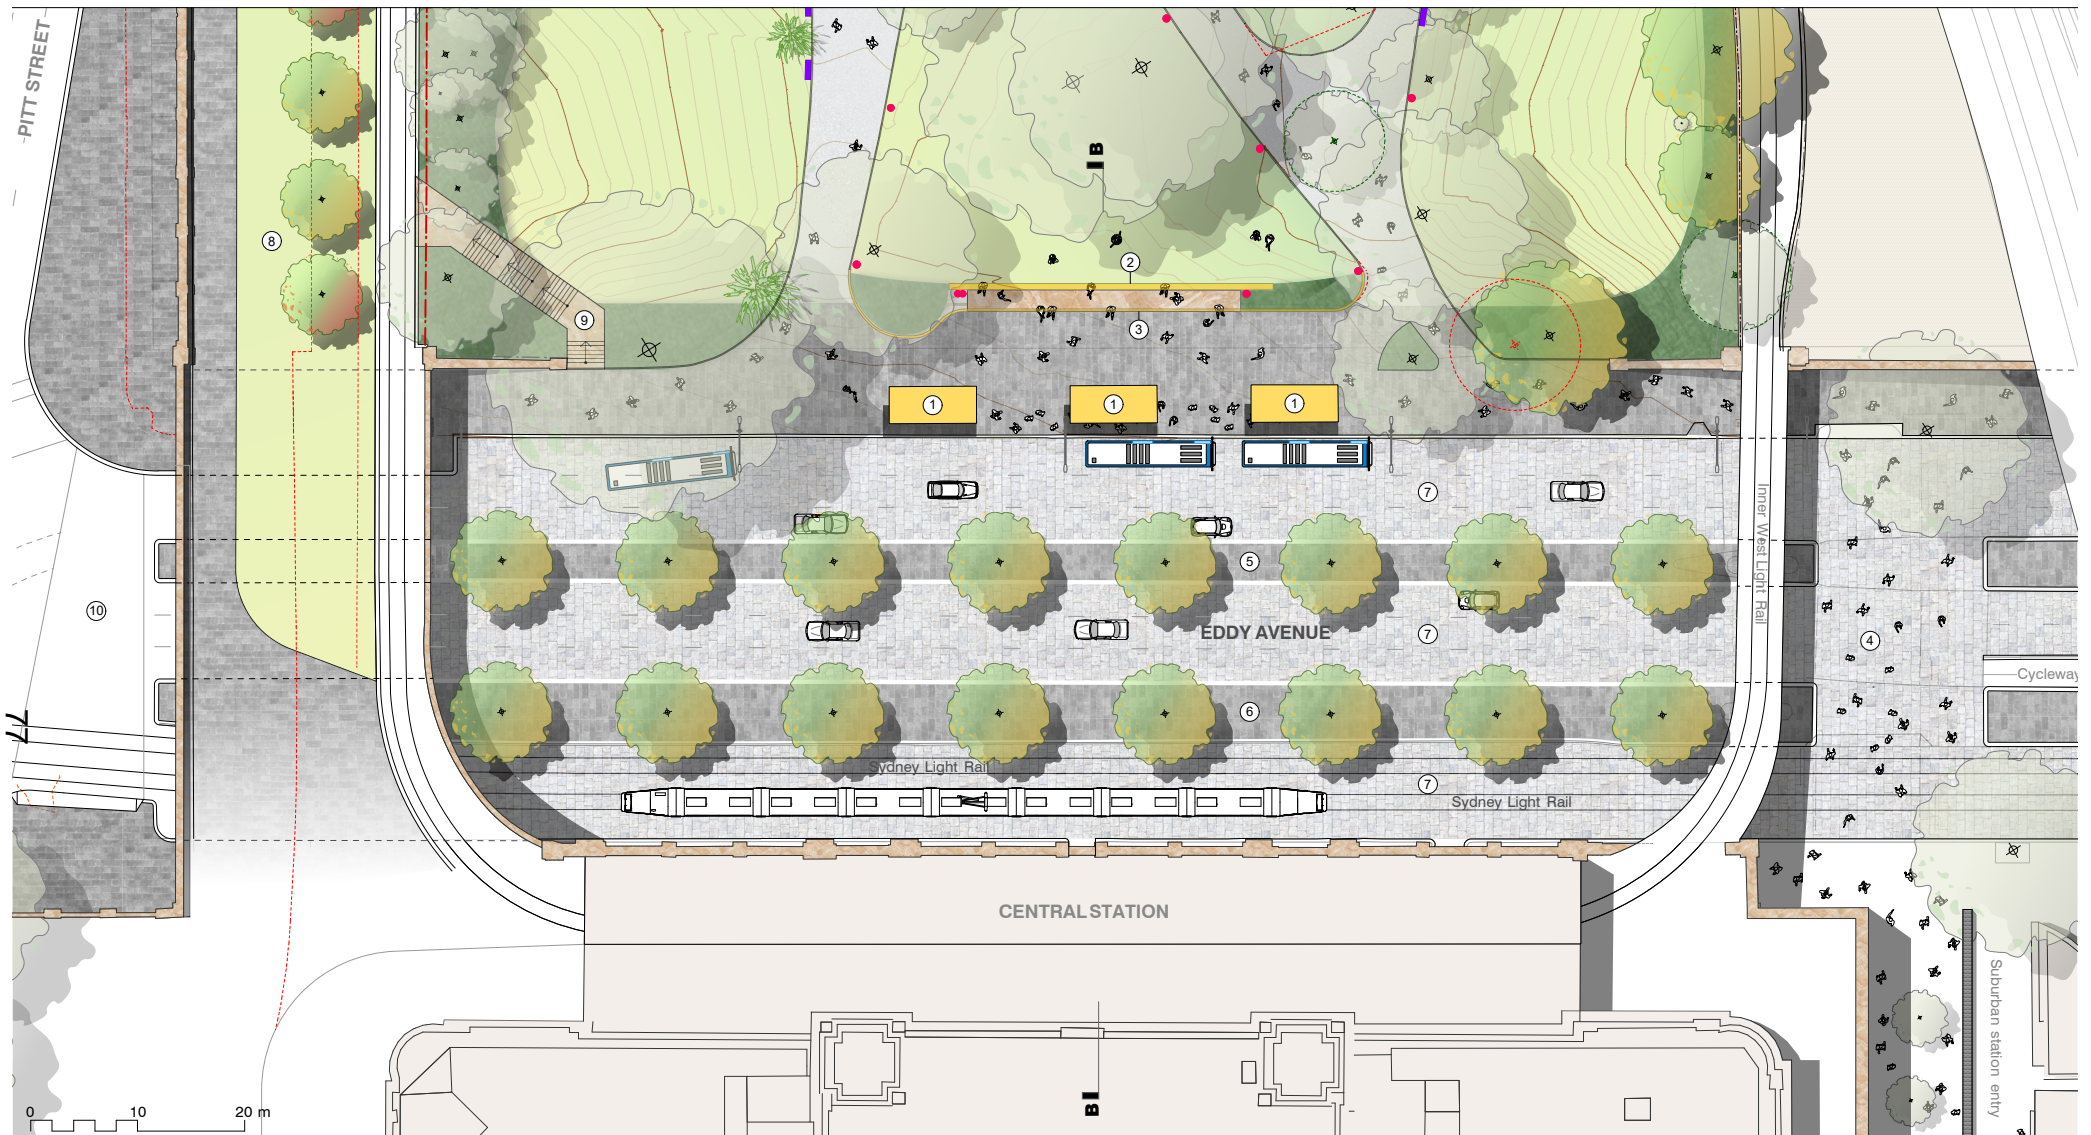 PITT STREET
B
8
2
9
3
1
1
1
7
Inner West Light Rail
5
10
EDDY AVENUE
7
4
Cycleway
77
6
Sydney Light Rail
7
Sydney Light Rail
CENTRAL STATION
Suburban station entry
B
0 10 20 m